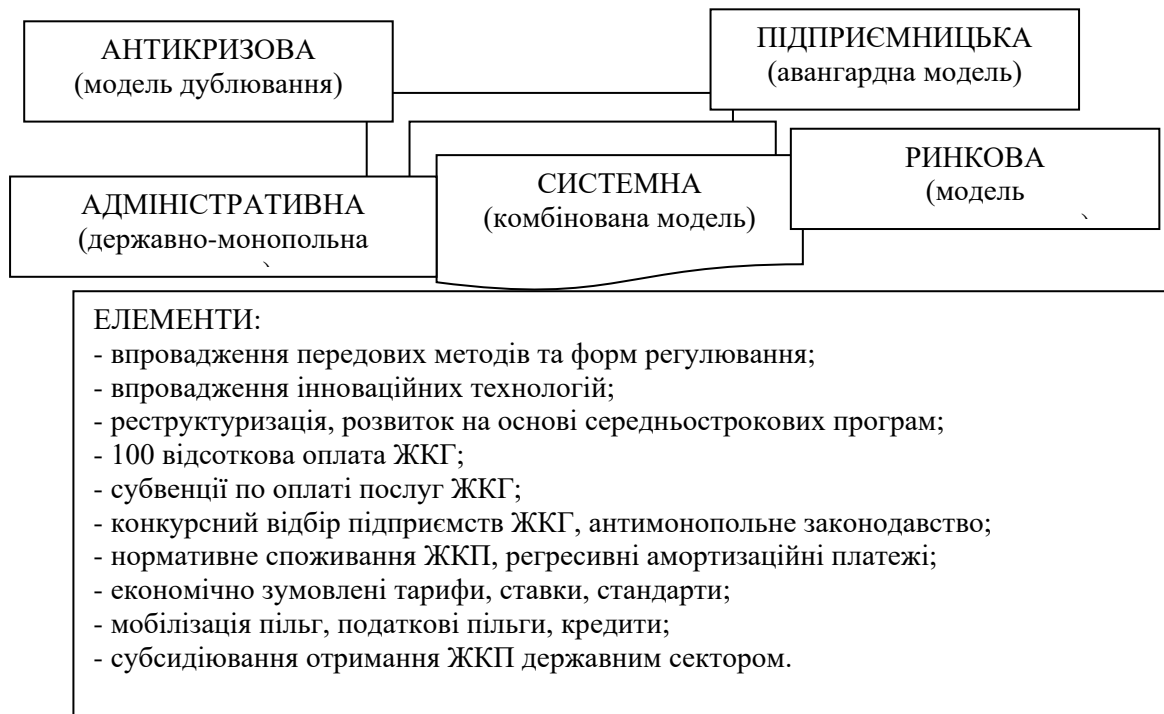 АНТИКРИЗОВА
(модель дублювання)
ПІДПРИЄМНИЦЬКА
(авангардна модель)
АДМІНІСТРАТИВНА
(державно-монопольна
СИСТЕМНА
(комбінована модель)
РИНКОВА
(модель
ЕЛЕМЕНТИ:
- впровадження передових методів та форм регулювання;
- впровадження інноваційних технологій;
- реструктуризація, розвиток на основі середньострокових програм;
- 100 відсоткова оплата ЖКГ;
- субвенції по оплаті послуг ЖКГ;
- конкурсний відбір підприємств ЖКГ, антимонопольне законодавство;
- нормативне споживання ЖКП, регресивні амортизаційні платежі;
- економічно зумовлені тарифи, ставки, стандарти;
- мобілізація пільг, податкові пільги, кредити;
- субсидіювання отримання ЖКП державним сектором.